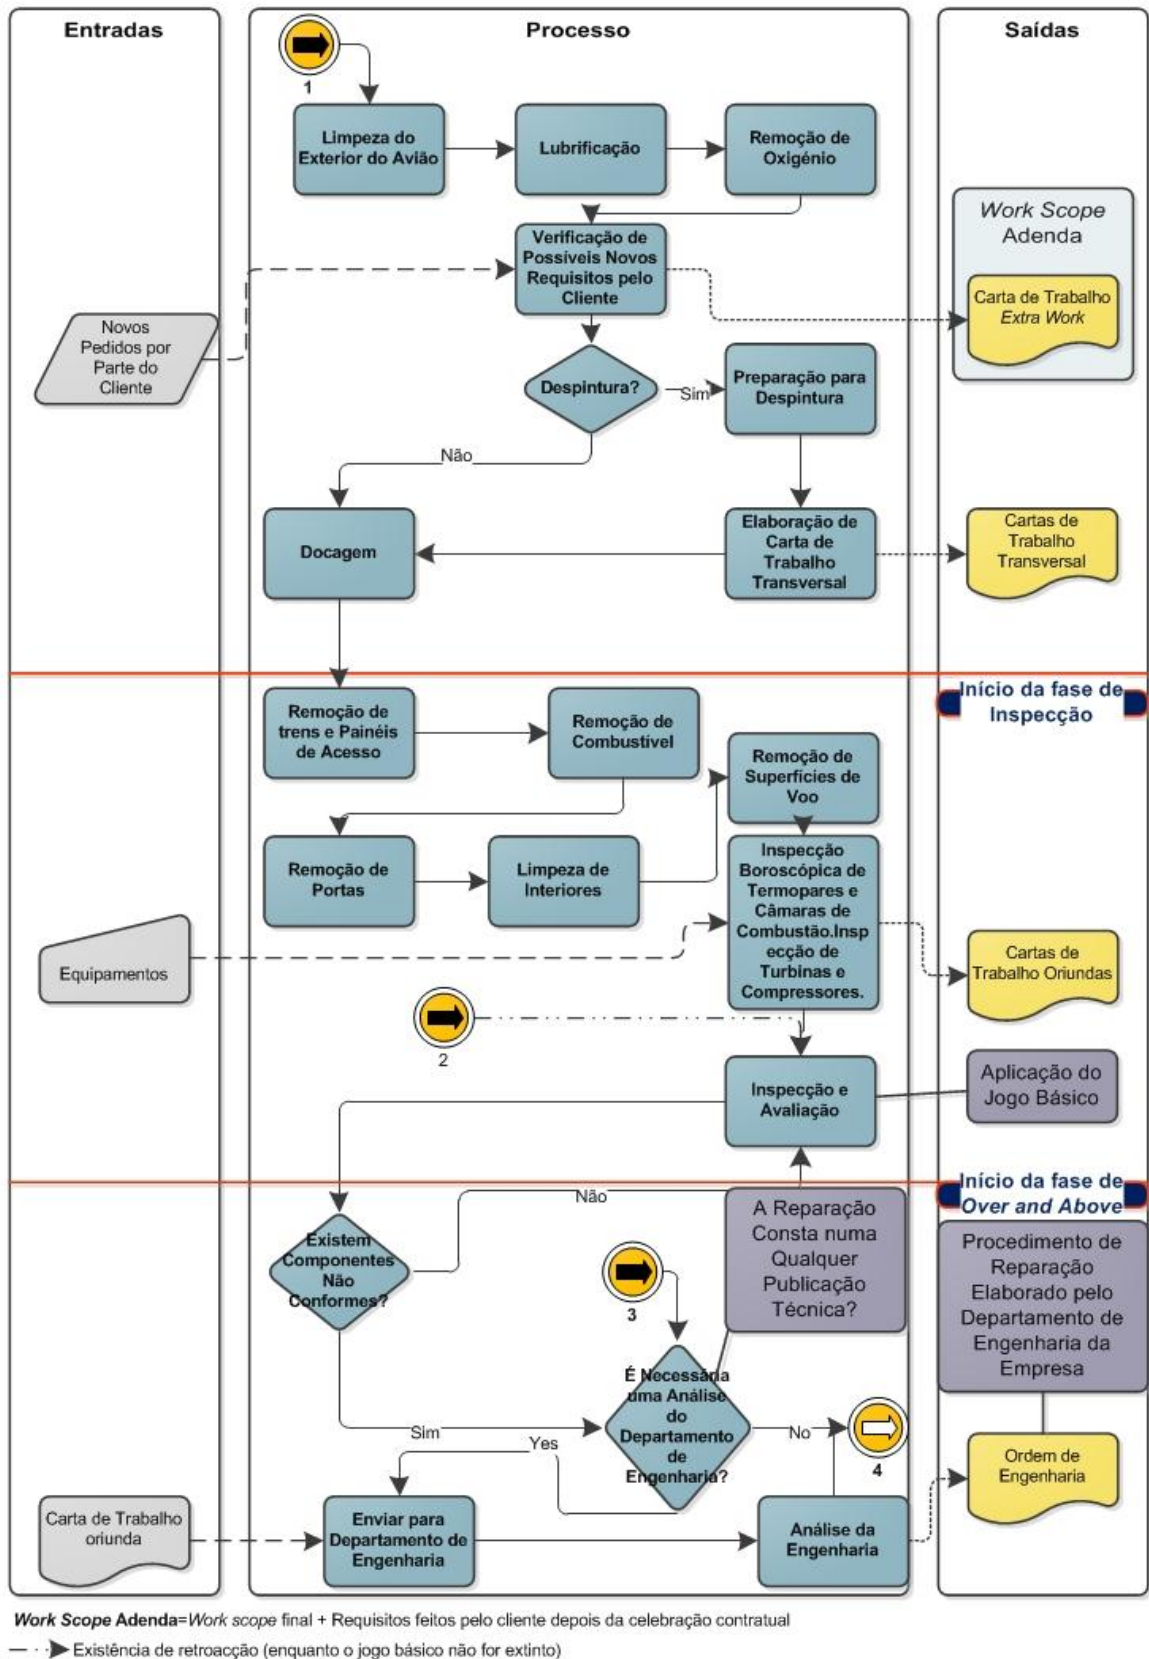 Entradas
Processo
Saídas
1
Limpeza do
Exterior do Avião
Lubrificação
Remoção de
Oxigénio
Work Scope
Adenda
Carta de Trabalho
Extra Work
Verificação de
Possíveis Novos
Requisitos pelo
Cliente
Novos
Pedidos por
Parte do
Cliente
Despintura?
Sim
Preparação para
Despintura
Não
Docagem
Elaboração de
Carta de
Trabalho
Transversal
Cartas de
Trabalho
Transversal
Início da fase de
Inspecção
Remoção de
trens e Painéis
de Acesso
Remoção de
Combustível
Remoção de
Superfícies de
Voo
Remoção de
Portas
Limpeza de
Interiores
Inspecção
Boroscópica de
Termopares e
Câmaras de
Combustão.Insp
ecção de
Turbinas e
Compressores.
Equipamentos
Cartas de
Trabalho Oriundas
2
Inspecção e
Avaliação
Aplicação do
Jogo Básico
Início da fase de
Over and Above
Não
Existem
Componentes
Não
Conformes?
A Reparação
Consta numa
Qualquer
Publicação
Técnica?
Procedimento de
Reparação
Elaborado pelo
Departamento de
Engenharia da
Empresa
3
É Necessária
uma Análise
do
Departamento
de
Engenharia?
Sim
Yes
No
4
Ordem de
Engenharia
Carta de Trabalho
oriunda
Enviar para
Departamento de
Engenharia
Análise da
Engenharia
Work Scope Adenda=Work scope final + Requisitos feitos pelo cliente depois da celebração contratual
Existência de retroacção (enquanto o jogo básico não for extinto)